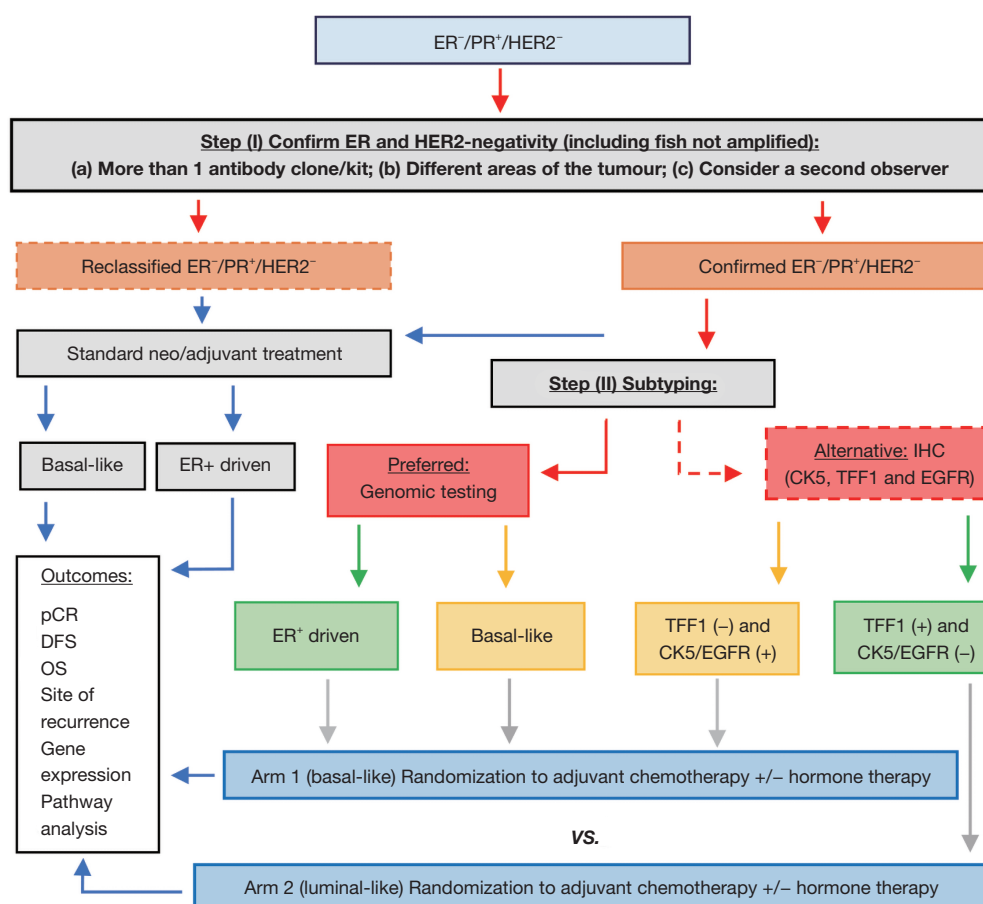 ER⁻/PR⁺/HER2⁻
Step (I) Confirm ER and HER2-negativity (including fish not amplified):
(a) More than 1 antibody clone/kit; (b) Different areas of the tumour; (c) Consider a second observer
Reclassified ER⁻/PR⁺/HER2⁻
Confirmed ER⁻/PR⁺/HER2⁻
Standard neo/adjuvant treatment
Step (II) Subtyping:
Basal-like
ER+ driven
Preferred:
Genomic testing
Alternative: IHC
(CK5, TFF1 and EGFR)
Outcomes:
pCR
DFS
OS
Site of
recurrence
Gene
expression
Pathway
analysis
ER⁺ driven
Basal-like
TFF1 (–) and
CK5/EGFR (+)
TFF1 (+) and
CK5/EGFR (–)
Arm 1 (basal-like) Randomization to adjuvant chemotherapy +/– hormone therapy
VS.
Arm 2 (luminal-like) Randomization to adjuvant chemotherapy +/– hormone therapy